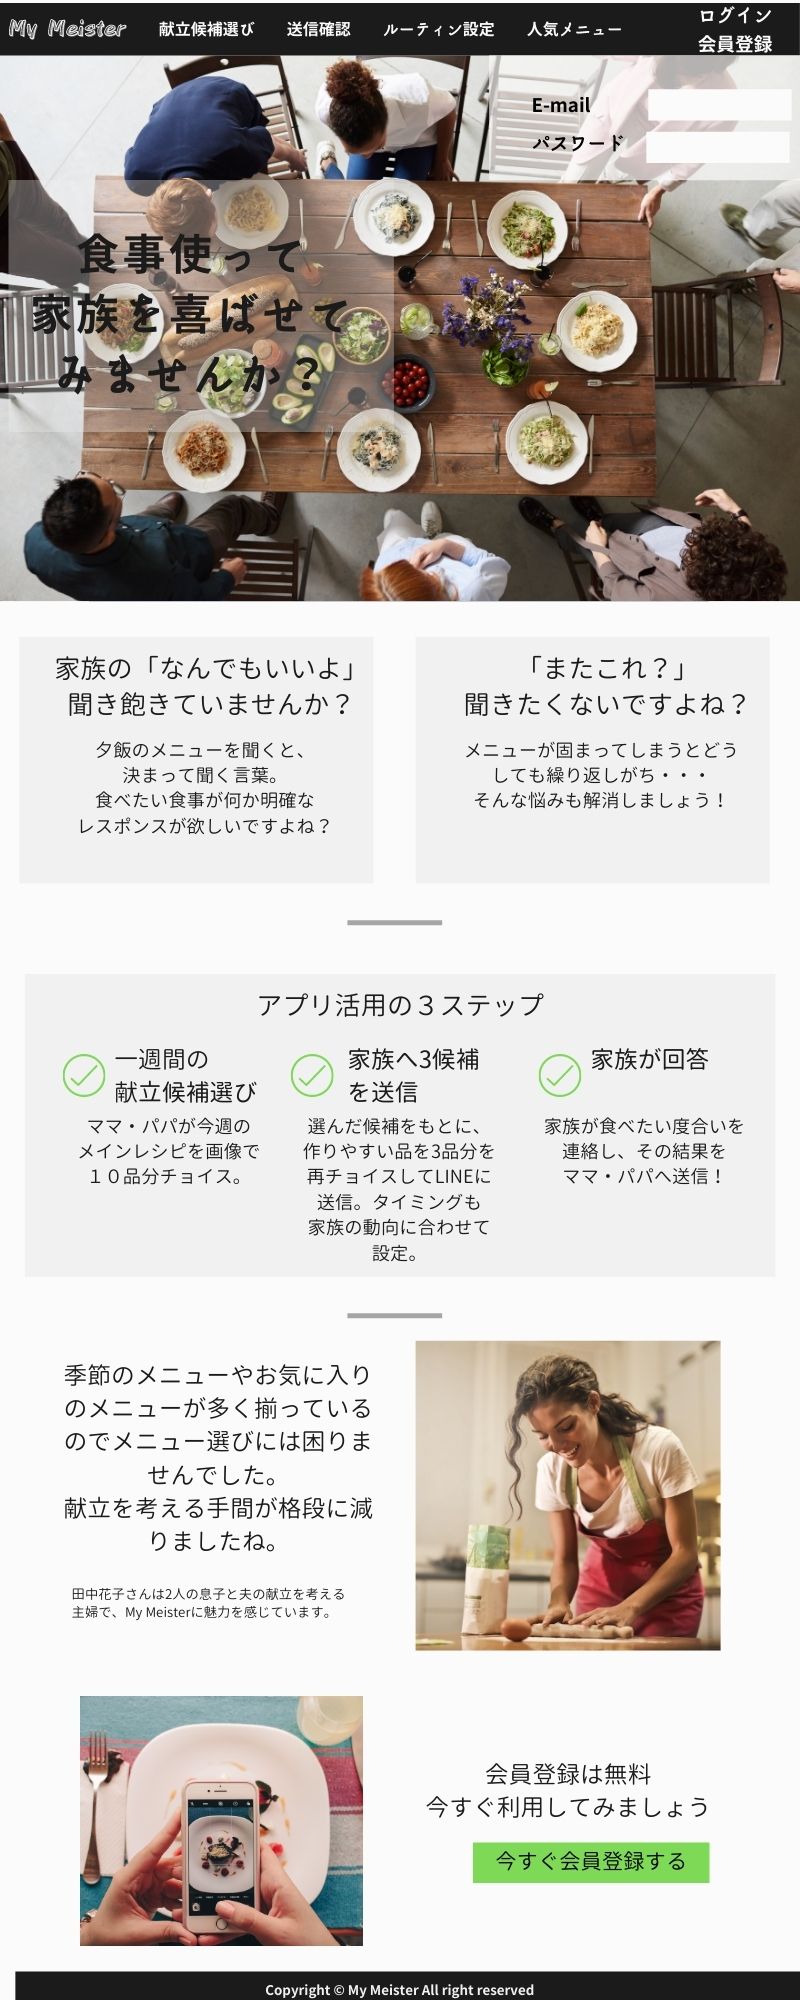 My Meister
献立候補選び
送信確認
ルーティン設定
人気メニュー
ログイン
会員登録
E-mail
パスワード
食事使って
家族を喜ばせて
みませんか？
家族の「なんでもいいよ」
聞き飽きていませんか？
夕飯のメニューを聞くと、
決まって聞く言葉。
食べたい食事が何か明確な
レスポンスが欲しいですよね？
「またこれ？」
聞きたくないですよね？
メニューが固まってしまうとどう
しても繰り返しがち・・・
そんな悩みも解消しましょう！
アプリ活用の３ステップ
一週間の
献立候補選び
ママ・パパが今週の
メインレシピを画像で
１０品分チョイス。
家族へ3候補
を送信
選んだ候補をもとに、
作りやすい品を3品分を
再チョイスしてLINEに
送信。タイミングも
家族の動向に合わせて
設定。
家族が回答
家族が食べたい度合いを
連絡し、その結果を
ママ・パパへ送信！
季節のメニューやお気に入り
のメニューが多く揃っている
のでメニュー選びには困りま
せんでした。
献立を考える手間が格段に減
りましたね。
田中花子さんは2人の息子と夫の献立を考える
主婦で、My Meisterに魅力を感じています。
会員登録は無料
今すぐ利用してみましょう
今すぐ会員登録する
Copyright © My Meister All right reserved